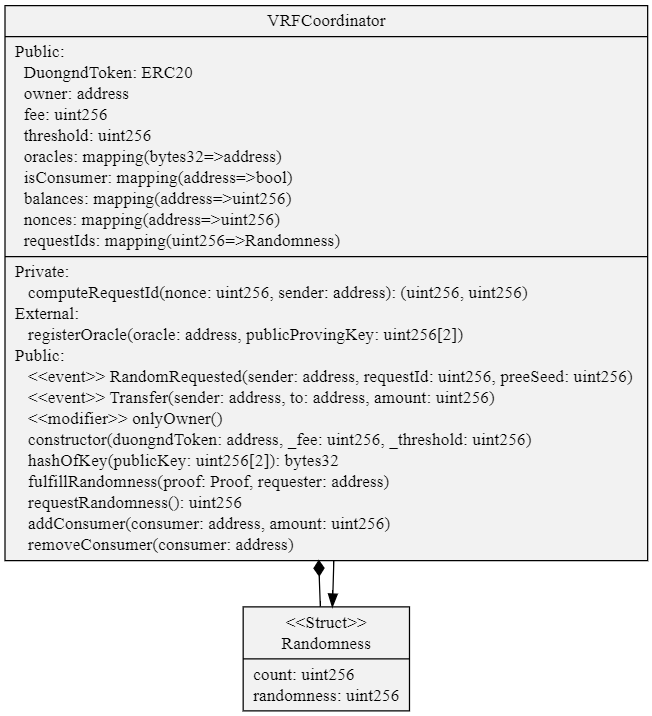 VRFCoordinator
Public:
DuongndToken: ERC20
owner: address
fee: uint256
threshold: uint256
oracles: mapping(bytes32=>address)
isConsumer: mapping(address=>bool)
balances: mapping(address=>uint256)
nonces: mapping(address=>uint256)
requestIds: mapping(uint256=>Randomness)
Private:
computeRequestId(nonce: uint256, sender: address): (uint256, uint256)
External:
registerOracle(oracle: address, publicProvingKey: uint256[2])
Public:
<<event>> RandomRequested(sender: address, requestId: uint256, preeSeed: uint256)
<<event>> Transfer(sender: address, to: address, amount: uint256)
<<modifier>> onlyOwner()
constructor(duongndToken: address, _fee: uint256, _threshold: uint256)
hashOfKey(publicKey: uint256[2]): bytes32
fulfillRandomness(proof: Proof, requester: address)
requestRandomness(): uint256
addConsumer(consumer: address, amount: uint256)
removeConsumer(consumer: address)
<<Struct>>
Randomness
count: uint256
randomness: uint256